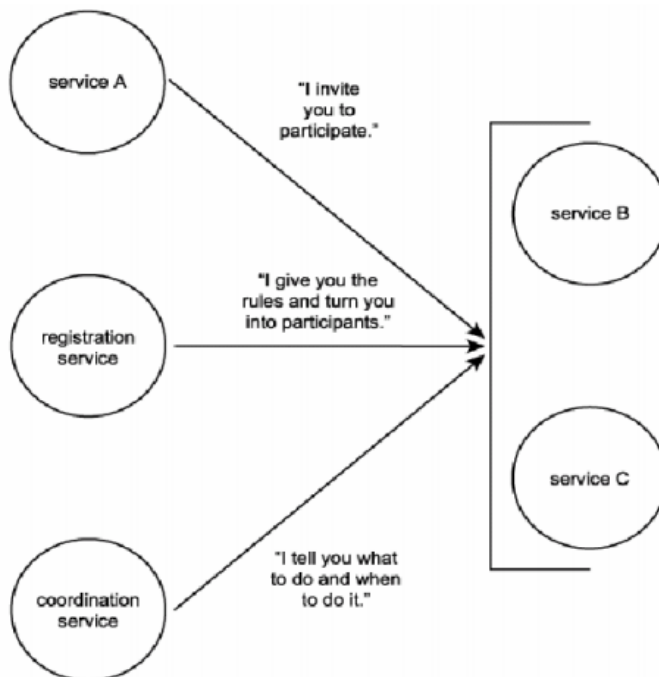 service A
"I invite
you to
participate."
service B
"I give you the
rules and turn you
into participants."
registration
service
service C
"I tell you what
to do and when
to do it."
coordination
service